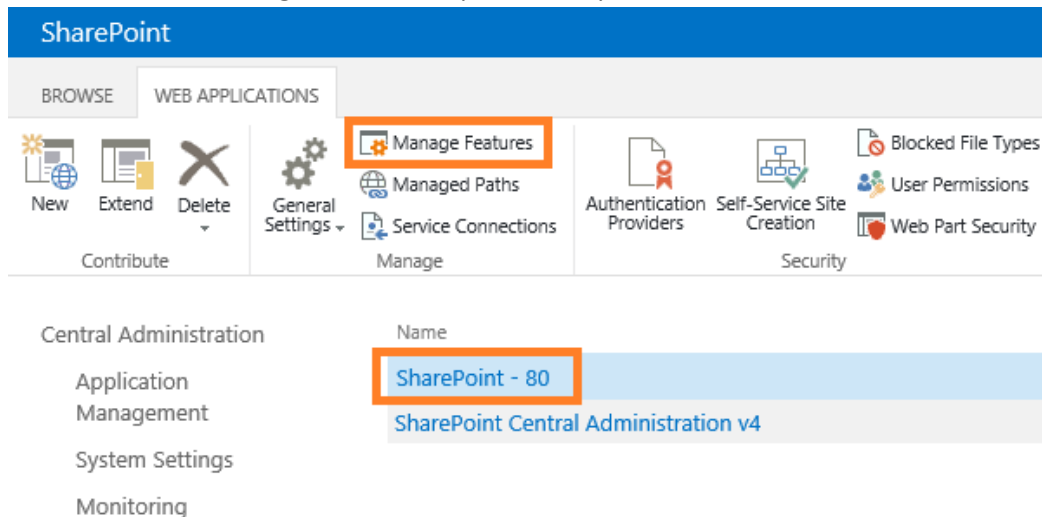 SharePoint
BROWSE WEB APPLICATIONS
New
Extend
Delete
General
Settings
Manage Features
Managed Paths
Service Connections
Authentication
Providers
Self-Service Site
Creation
Blocked File Types
User Permissions
Web Part Security
Contribute
Manage
Security
Central Administration
Application
Management
System Settings
Monitoring
Name
SharePoint - 80
SharePoint Central Administration v4